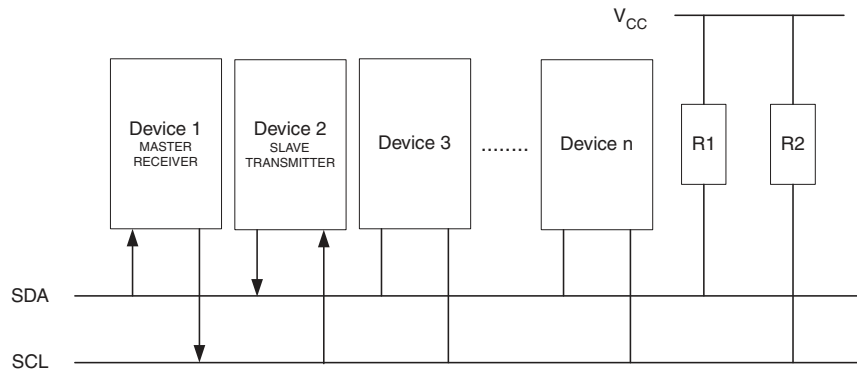 V_CC
Device 1
MASTER
RECEIVER
Device 2
SLAVE
TRANSMITTER
Device 3
........
Device n
R1
R2
SDA
SCL